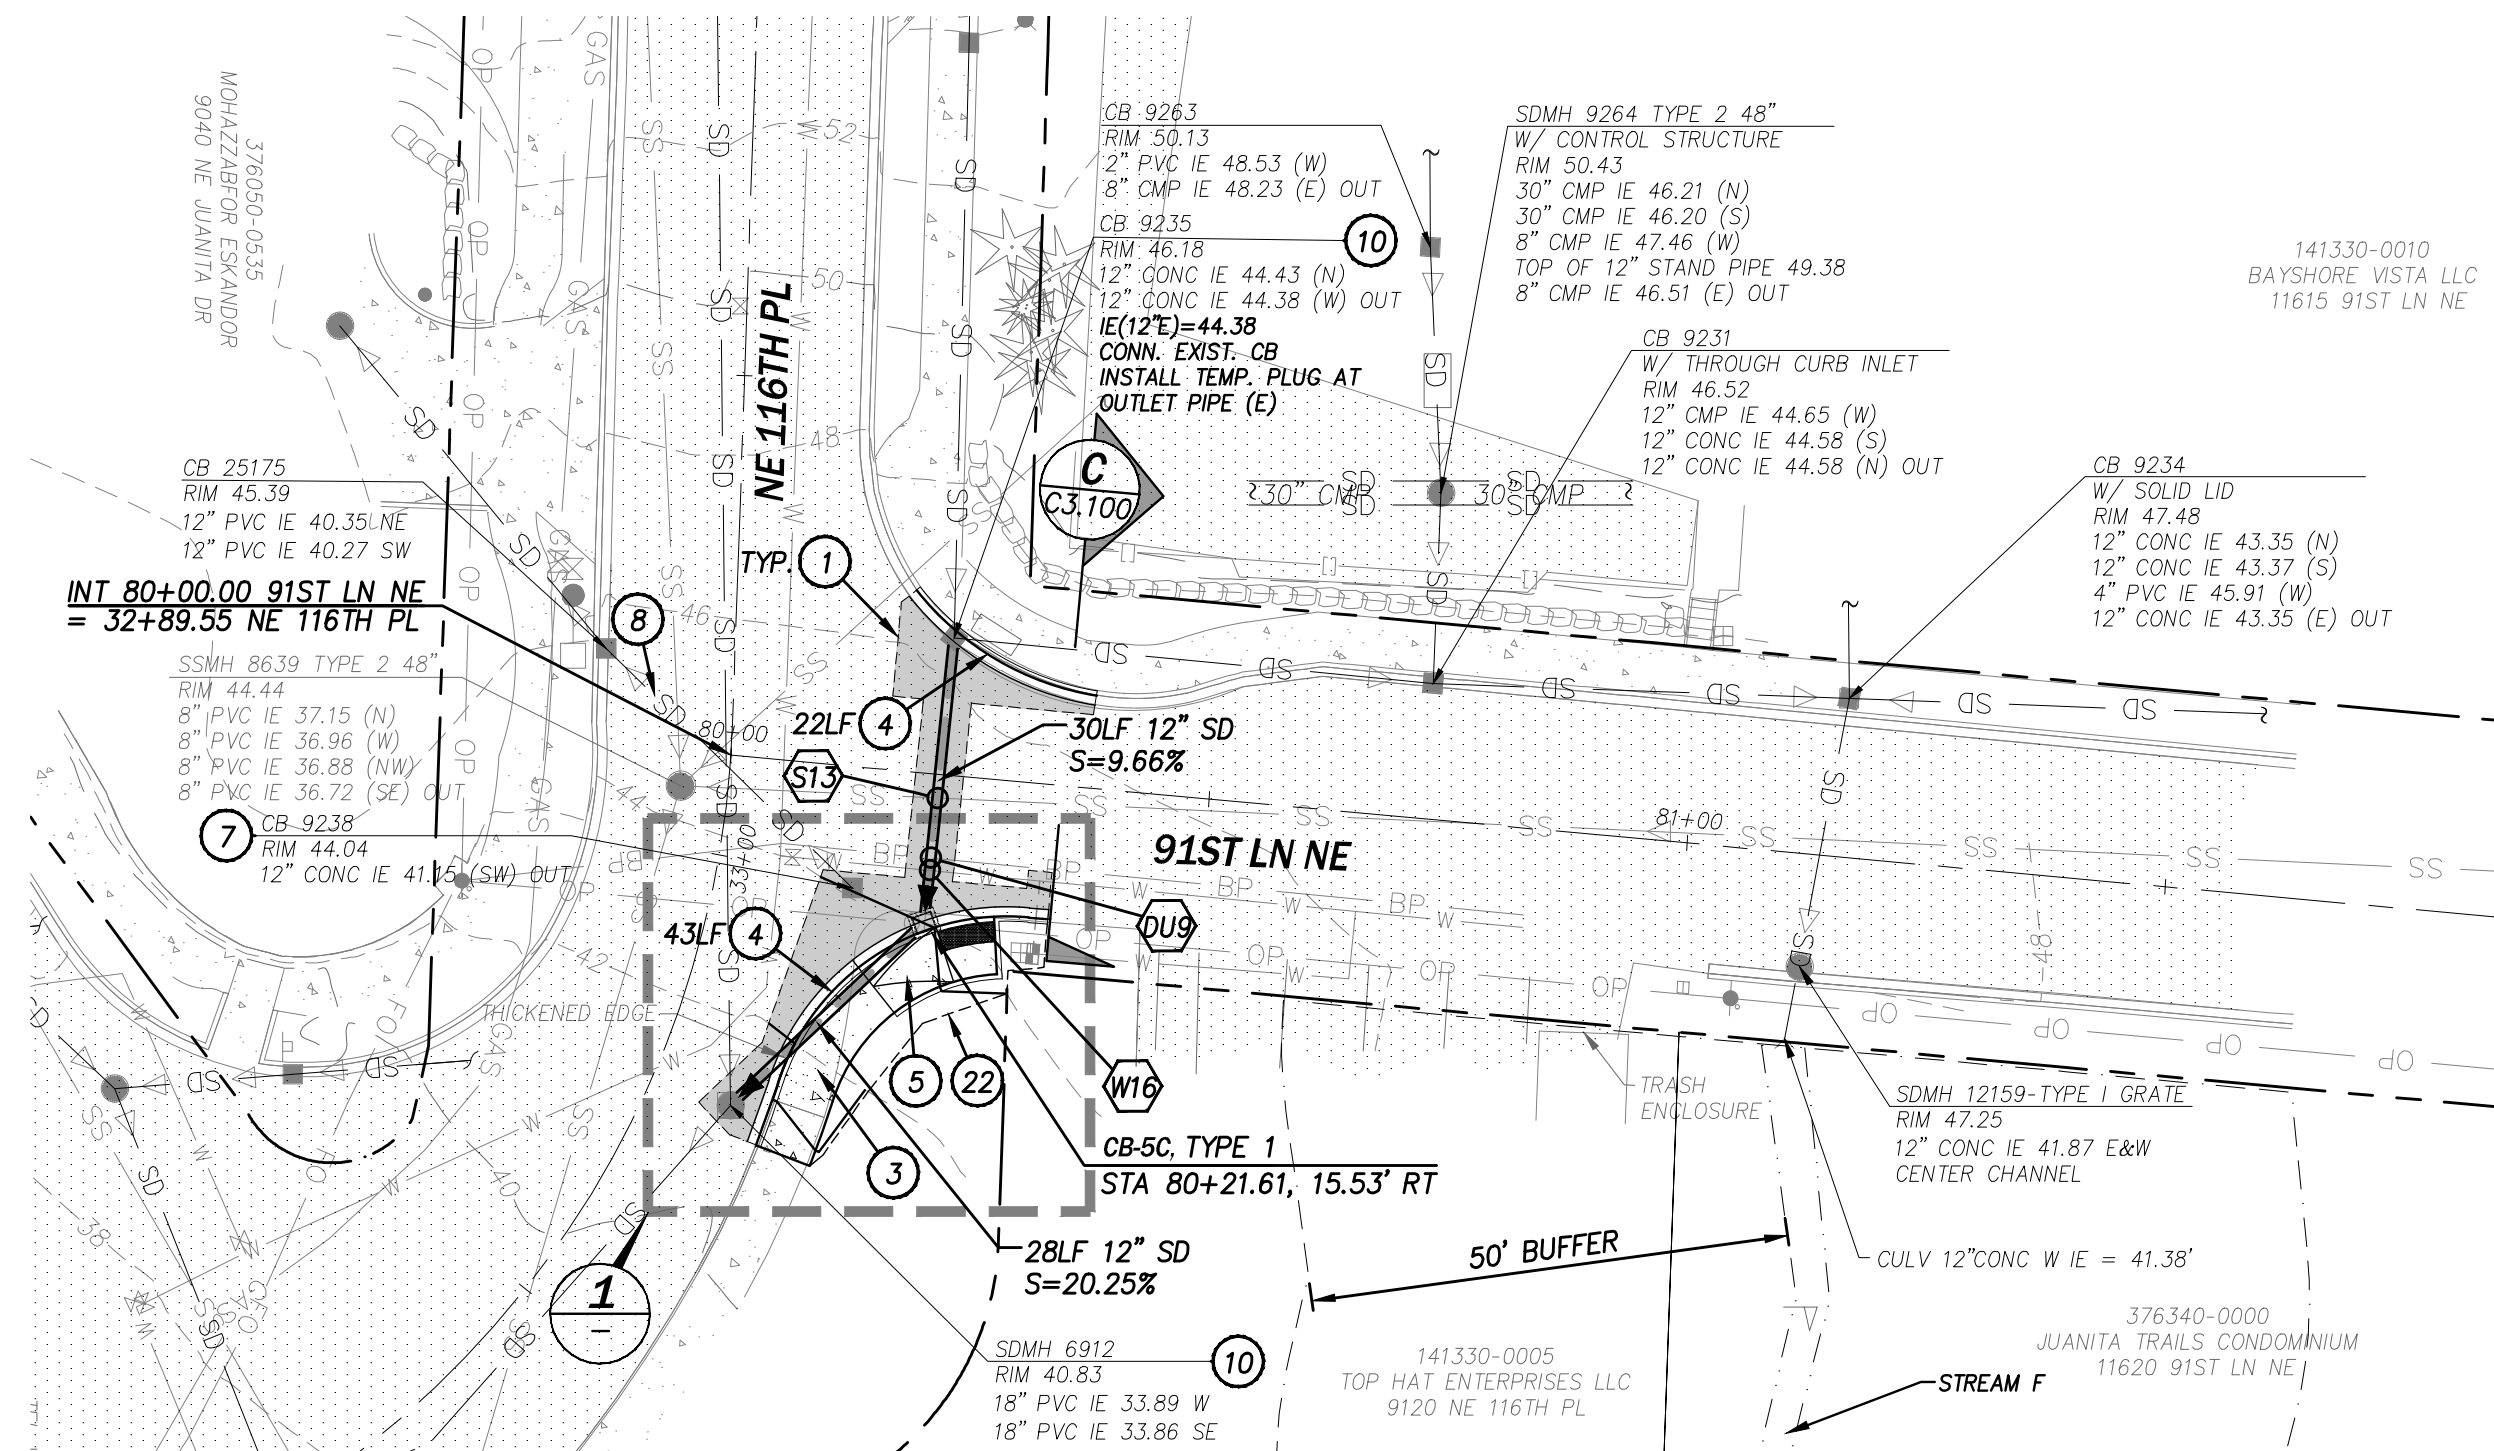 376050-0535
MOHAZZABFOR ESKANDOR
9040 NE JUANITA DR
CB 9263
RIM 50.13
2" PVC IE 48.53 (W)
8" CMP IE 48.23 (E) OUT
CB 9235
RIM 46.18
12" CONC IE 44.43 (N)
12" CONC IE 44.38 (W) OUT
IE(12"E)=44.38
CONN. EXIST. CB
INSTALL TEMP. PLUG AT
OUTLET PIPE (E)
10
SDMH 9264 TYPE 2 48"
W/ CONTROL STRUCTURE
RIM 50.43
30" CMP IE 46.21 (N)
30" CMP IE 46.20 (S)
8" CMP IE 47.46 (W)
TOP OF 12" STAND PIPE 49.38
8" CMP IE 46.51 (E) OUT
141330-0010
BAYSHORE VISTA LLC
11615 91ST LN NE
CB 9231
W/ THROUGH CURB INLET
RIM 46.52
12" CMP IE 44.65 (W)
12" CONC IE 44.58 (S)
12" CONC IE 44.58 (N) OUT
CB 9234
W/ SOLID LID
RIM 47.48
12" CONC IE 43.35 (N)
12" CONC IE 43.37 (S)
4" PVC IE 45.91 (W)
12" CONC IE 43.35 (E) OUT
NE 116TH PL
52
50
48
46
44
42
40
38
48
C
C3.100
30" CMP
30" CMP
CB 25175
RIM 45.39
12" PVC IE 40.35 NE
12" PVC IE 40.27 SW
INT 80+00.00 91ST LN NE
= 32+89.55 NE 116TH PL
8
TYP. 1
SSMH 8639 TYPE 2 48"
RIM 44.44
8" PVC IE 37.15 (N)
8" PVC IE 36.96 (W)
8" PVC IE 36.88 (NW)
8" PVC IE 36.72 (SE) OUT
7
CB 9238
RIM 44.04
12" CONC IE 41.15 (SW) OUT
80+00
22LF 4
S13
30LF 12" SD
S=9.66%
33+00
81+00
91ST LN NE
43LF 4
DU9
THICKENED EDGE
5
22
W16
3
CB-5C, TYPE 1
STA 80+21.61, 15.53' RT
28LF 12" SD
S=20.25%
1
–
SDMH 6912
RIM 40.83
18" PVC IE 33.89 W
18" PVC IE 33.86 SE
10
TRASH
ENCLOSURE
SDMH 12159-TYPE I GRATE
RIM 47.25
12" CONC IE 41.87 E&W
CENTER CHANNEL
50' BUFFER
CULV 12"CONC W IE = 41.38'
376340-0000
JUANITA TRAILS CONDOMINIUM
11620 91ST LN NE
141330-0005
TOP HAT ENTERPRISES LLC
9120 NE 116TH PL
STREAM F
SD
SS
GAS
OP
W
BP
FO